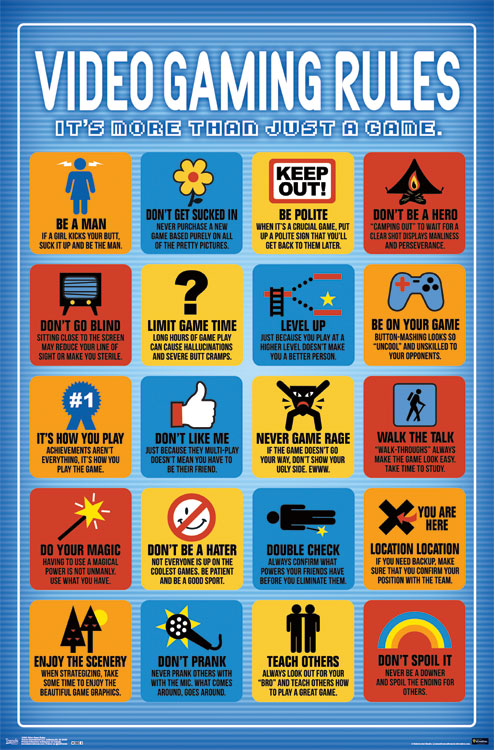 VIDEO GAMING RULES
IT'S MORE THAN JUST A GAME.
BE A MAN
IF A GIRL KICKS YOUR BUTT,
SUCK IT UP AND BE THE MAN.
DON'T GET SUCKED IN
NEVER PURCHASE A NEW
GAME BASED PURELY ON ALL
OF THE PRETTY PICTURES.
KEEP
OUT!
BE POLITE
WHEN IT'S A CRUCIAL GAME, PUT
UP A POLITE SIGN THAT YOU'LL
GET BACK TO THEM LATER.
DON'T BE A HERO
"CAMPING OUT" TO WAIT FOR A
CLEAR SHOT DISPLAYS MANLINESS
AND PERSEVERANCE.
DON'T GO BLIND
SITTING CLOSE TO THE SCREEN
MAY REDUCE YOUR LINE OF
SIGHT OR MAKE YOU STERILE.
?
LIMIT GAME TIME
LONG HOURS OF GAME PLAY
CAN CAUSE HALLUCINATIONS
AND SEVERE BUTT CRAMPS.
LEVEL UP
JUST BECAUSE YOU PLAY AT A
HIGHER LEVEL DOESN'T MAKE
YOU A BETTER PERSON.
BE ON YOUR GAME
BUTTON-MASHING LOOKS SO
"UNCOOL" AND UNSKILLED TO
YOUR OPPONENTS.
#1
IT'S HOW YOU PLAY
ACHIEVEMENTS AREN'T
EVERYTHING, IT'S HOW YOU
PLAY THE GAME.
DON'T LIKE ME
JUST BECAUSE THEY MULTI-PLAY
DOESN'T MEAN YOU HAVE TO
BE THEIR FRIEND.
NEVER GAME RAGE
IF THE GAME DOESN'T GO
YOUR WAY, DON'T SHOW YOUR
UGLY SIDE. EWWW.
WALK THE TALK
"WALK-THROUGHS" ALWAYS
MAKE THE GAME LOOK EASY.
TAKE TIME TO STUDY.
DO YOUR MAGIC
HAVING TO USE A MAGICAL
POWER IS NOT UNMANLY.
USE WHAT YOU HAVE.
DON'T BE A HATER
NOT EVERYONE IS UP ON THE
COOLEST GAMES. BE PATIENT
AND BE A GOOD SPORT.
DOUBLE CHECK
ALWAYS CONFIRM WHAT
POWERS YOUR FRIENDS HAVE
BEFORE YOU ELIMINATE THEM.
YOU ARE
HERE
LOCATION LOCATION
IF YOU NEED BACKUP, MAKE
SURE THAT YOU CONFIRM YOUR
POSITION WITH THE TEAM.
ENJOY THE SCENERY
WHEN STRATEGIZING, TAKE
SOME TIME TO ENJOY THE
BEAUTIFUL GAME GRAPHICS.
DON'T PRANK
NEVER PRANK OTHERS WITH
WITH THE MIC. WHAT COMES
AROUND, GOES AROUND.
TEACH OTHERS
ALWAYS LOOK OUT FOR YOUR
"BRO" AND TEACH OTHERS HOW
TO PLAY A GREAT GAME.
DON'T SPOIL IT
NEVER BE A DOWNER
AND SPOIL THE ENDING FOR
OTHERS.